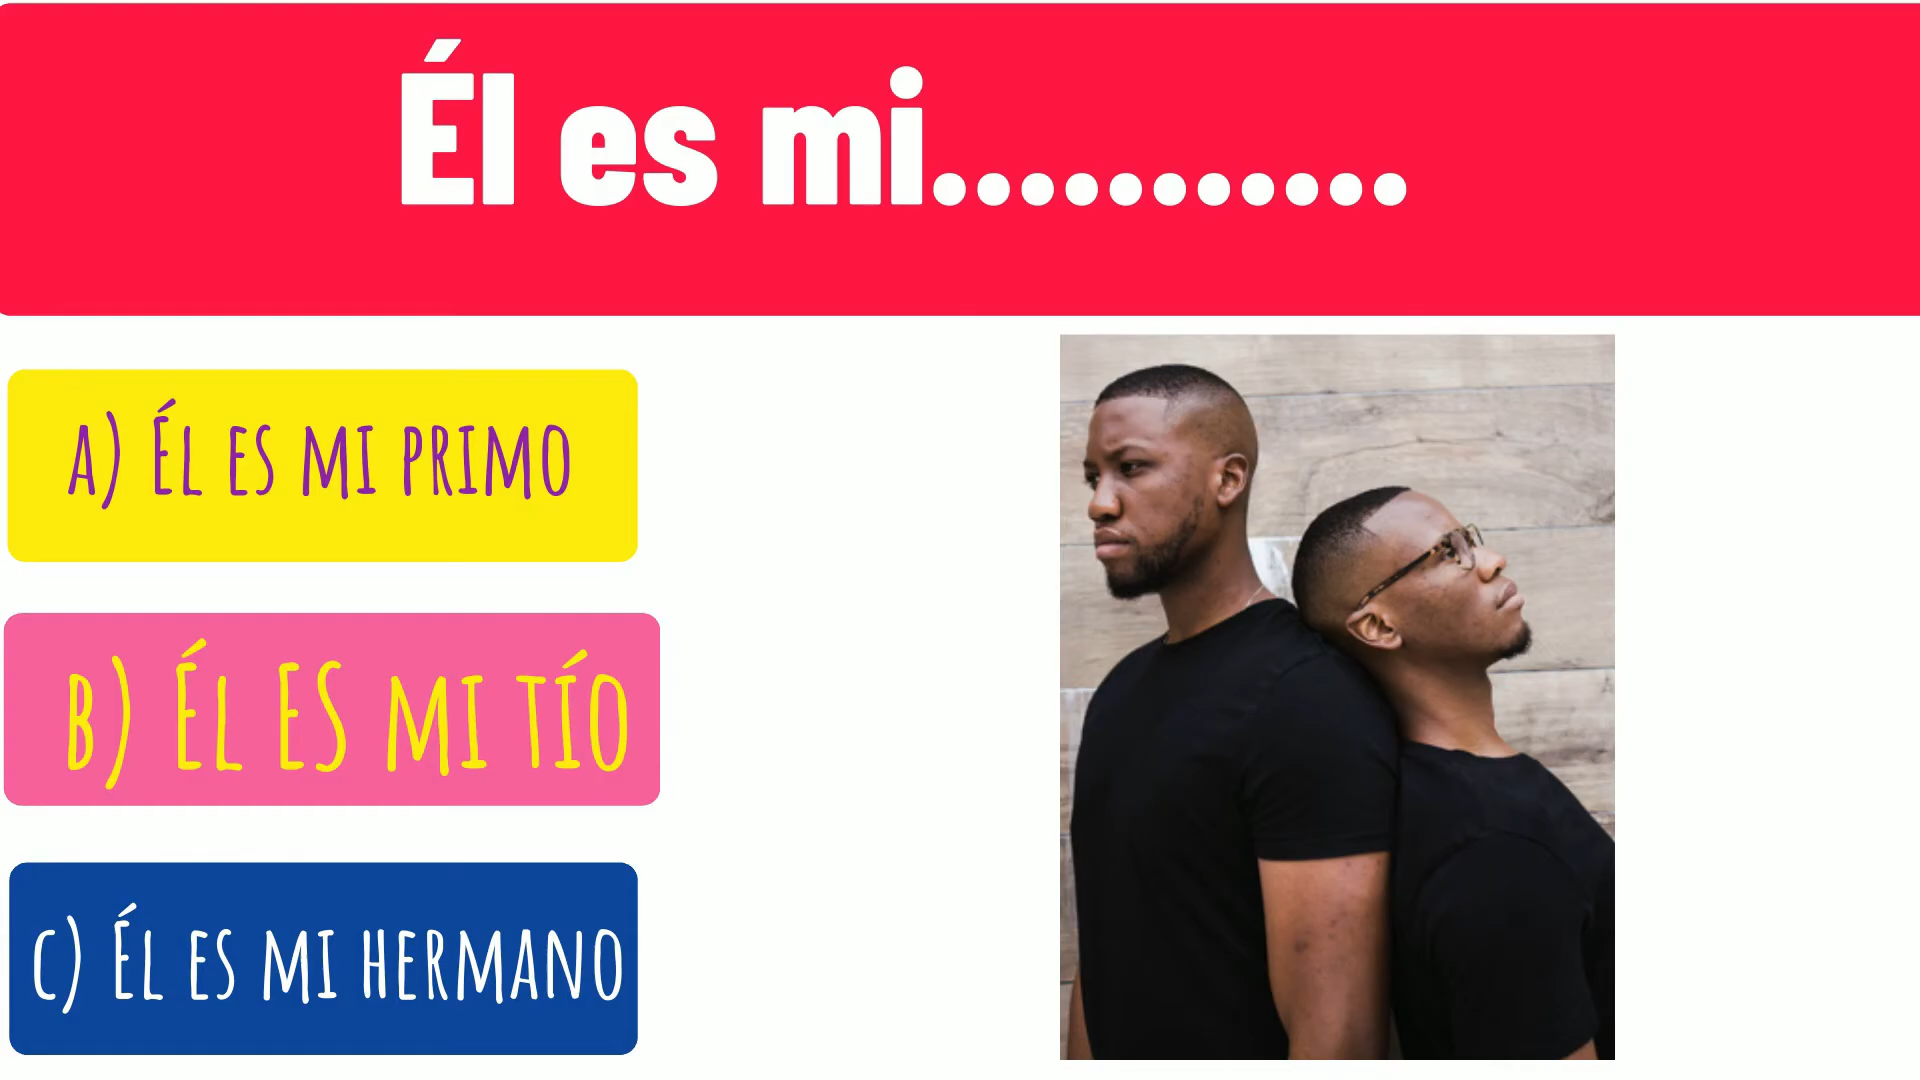 Él es mi...........
A) Él es mi primo
B) Él ES mi tío
C) Él es mi hermano